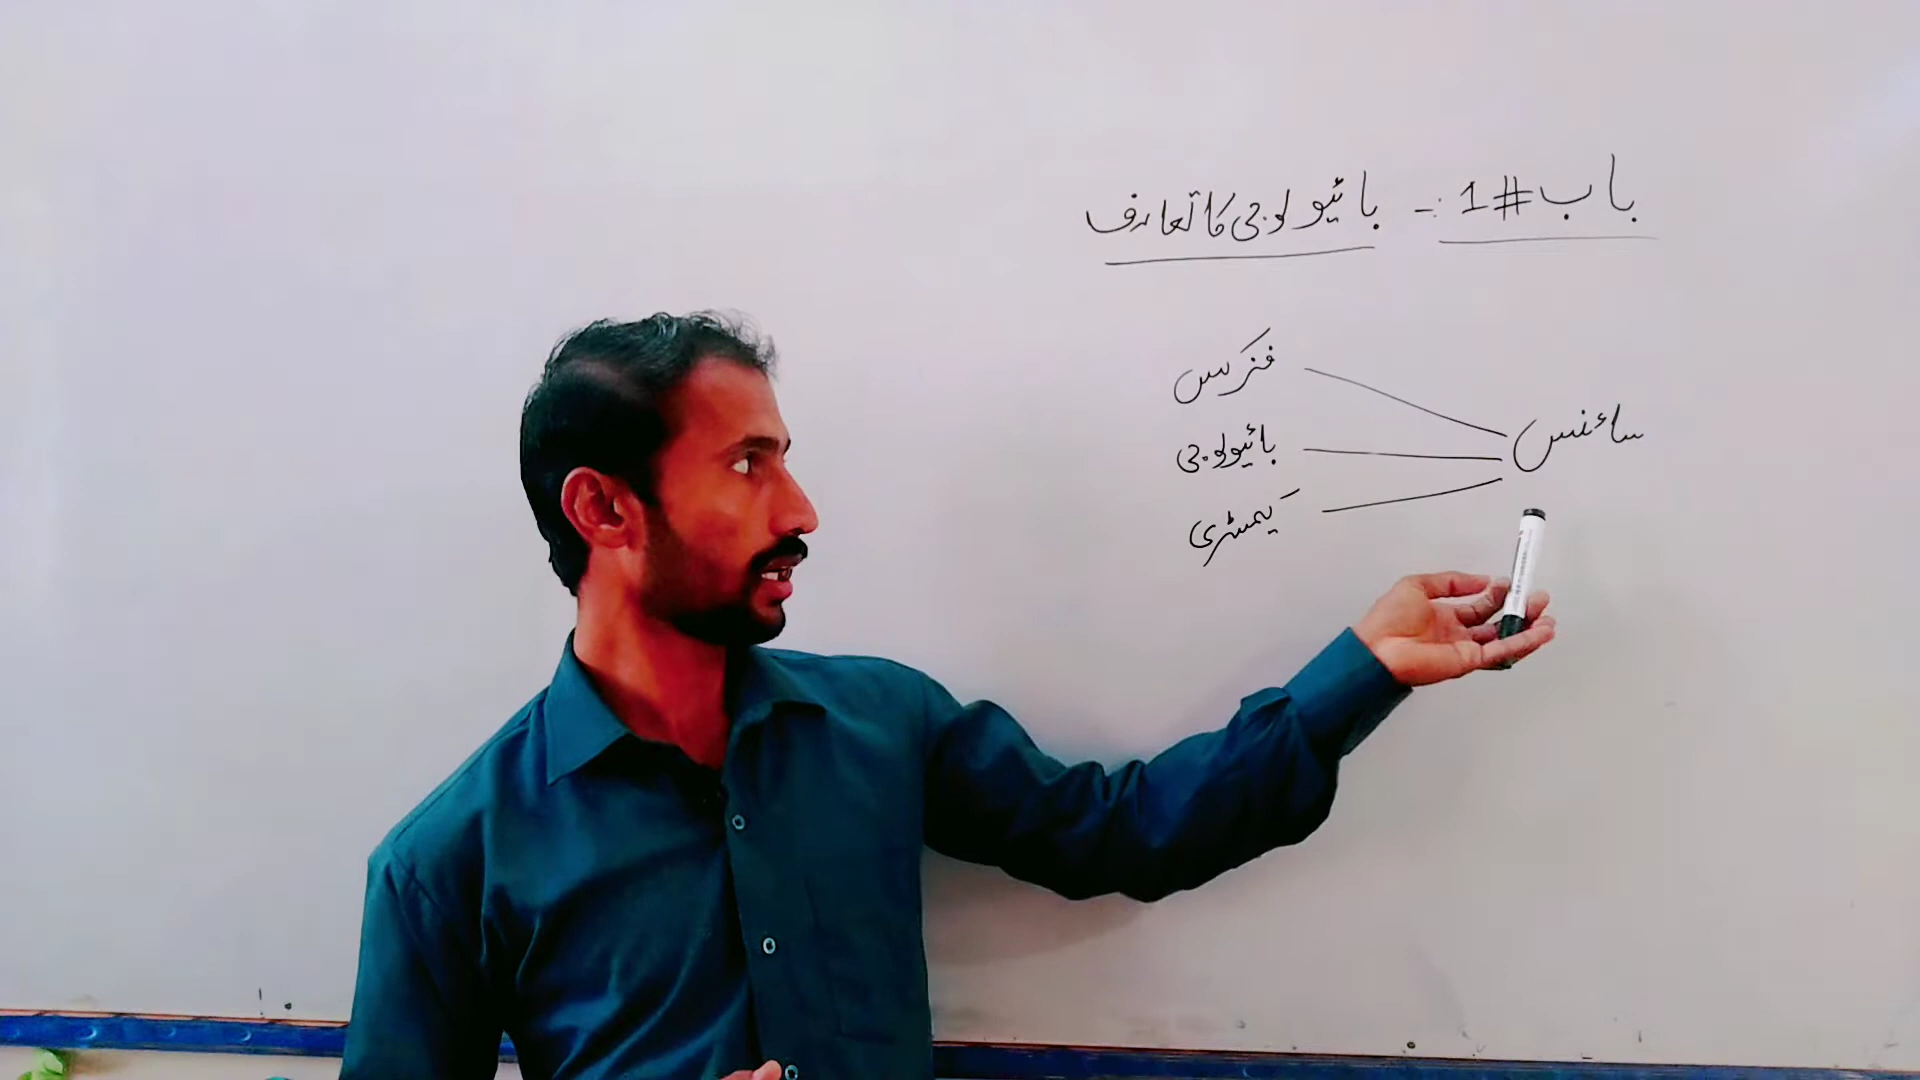 باب #1 :- بائیولوجی کا تعارف
فزکس
سائنس
بائیولوجی
کیمسٹری